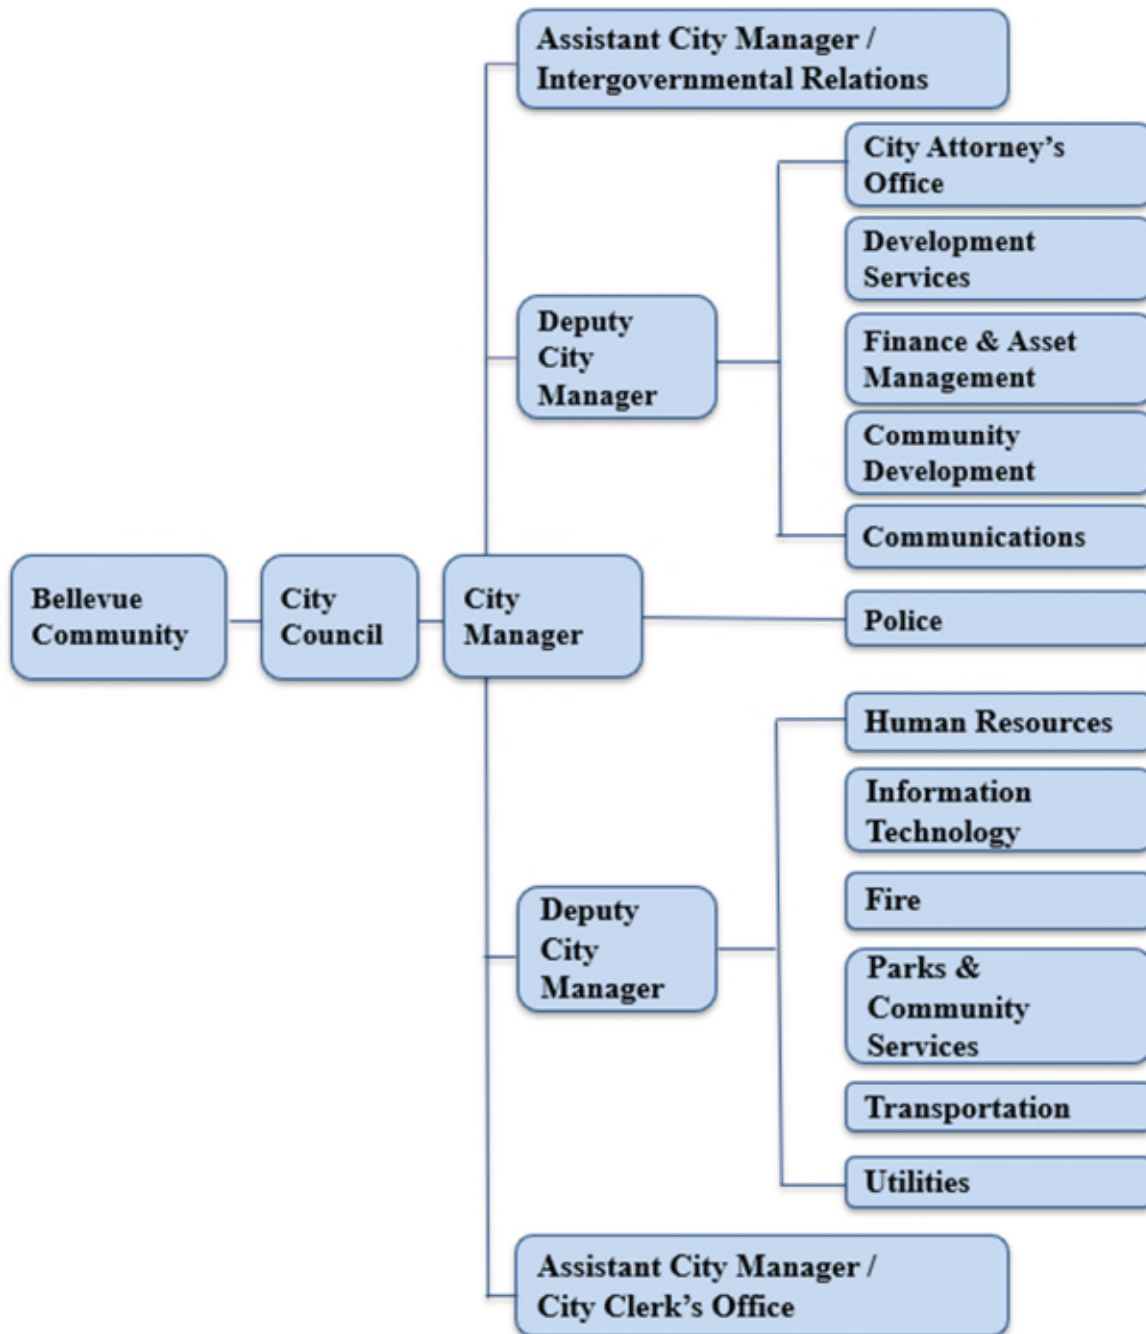 Assistant City Manager /
Intergovernmental Relations
City Attorney’s
Office
Development
Services
Deputy
City
Manager
Finance & Asset
Management
Community
Development
Communications
Bellevue
Community
City
Council
City
Manager
Police
Human Resources
Information
Technology
Deputy
City
Manager
Fire
Parks &
Community
Services
Transportation
Utilities
Assistant City Manager /
City Clerk’s Office